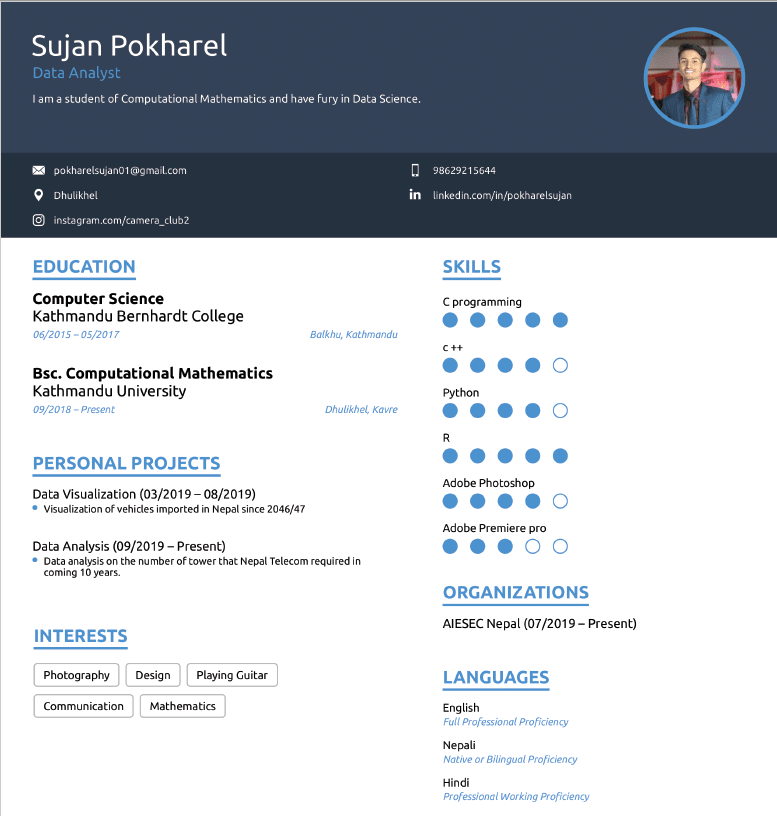 Sujan Pokharel
Data Analyst
I am a student of Computational Mathematics and have fury in Data Science.
pokharelsujan01@gmail.com
98629215644
Dhulikhel
linkedin.com/in/pokharelsujan
instagram.com/camera_club2
EDUCATION
Computer Science
Kathmandu Bernhardt College
06/2015 – 05/2017
Balkhu, Kathmandu
Bsc. Computational Mathematics
Kathmandu University
09/2018 – Present
Dhulikhel, Kavre
PERSONAL PROJECTS
Data Visualization (03/2019 – 08/2019)
Visualization of vehicles imported in Nepal since 2046/47
Data Analysis (09/2019 – Present)
Data analysis on the number of tower that Nepal Telecom required in
coming 10 years.
INTERESTS
Photography
Design
Playing Guitar
Communication
Mathematics
SKILLS
C programming
c ++
Python
R
Adobe Photoshop
Adobe Premiere pro
ORGANIZATIONS
AIESEC Nepal (07/2019 – Present)
LANGUAGES
English
Full Professional Proficiency
Nepali
Native or Bilingual Proficiency
Hindi
Professional Working Proficiency